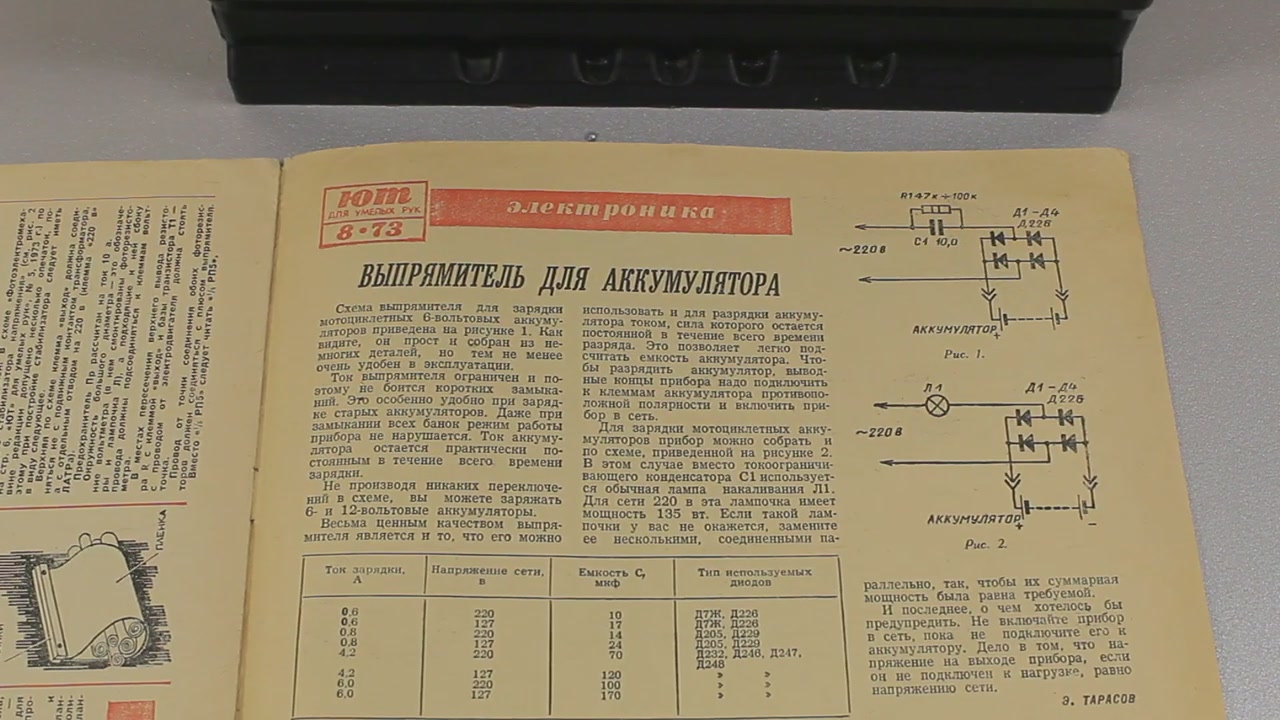 ЮТ
ДЛЯ УМЕЛЫХ РУК
8•73
электроника
ВЫПРЯМИТЕЛЬ ДЛЯ АККУМУЛЯТОРА
Схема выпрямителя для зарядки
мотоциклетных 6-вольтовых аккуму-
ляторов приведена на рисунке 1. Как
видите, он прост и собран из не-
многих деталей, но тем не менее
очень удобен в эксплуатации.
Ток выпрямителя ограничен и по-
этому не боится коротких замыка-
ний. Это особенно удобно при заряд-
ке старых аккумуляторов. Даже при
замыкании всех банок режим работы
прибора не нарушается. Ток аккуму-
лятора остается практически по-
стоянным в течение всего времени
зарядки.
Не производя никаких переключе-
ний в схеме, вы можете заряжать
6- и 12-вольтовые аккумуляторы.
Весьма ценным качеством выпря-
мителя является и то, что его можно
использовать и для разрядки аккуму-
лятора током, сила которого остается
постоянной в течение всего времени
разряда. Это позволяет легко под-
считать емкость аккумулятора. Что-
бы разрядить аккумулятор, вывод-
ные концы прибора надо подключить
к клеммам аккумулятора противопо-
ложной полярности и включить при-
бор в сеть.
Для зарядки мотоциклетных акку-
муляторов прибор можно собрать и
по схеме, приведенной на рисунке 2.
В этом случае вместо токоограничи-
вающего конденсатора С1 использует-
ся обычная лампа накаливания Л1.
Для сети 220 в эта лампочка имеет
мощность 135 вт. Если такой лам-
почки у вас не окажется, замените
ее несколькими, соединенными па-
R1 47к÷100к
С1 10,0
Д1-Д4
Д226
~220в
АККУМУЛЯТОР
Рис. 1.
Л1
Д1-Д4
Д226
~220в
АККУМУЛЯТОР
Рис. 2.
раллельно, так, чтобы их суммарная
мощность была равна требуемой.
И последнее, о чем хотелось бы
предупредить. Не включайте прибор
в сеть, пока не подключите его к
аккумулятору. Дело в том, что на-
пряжение на выходе прибора, если
он не подключен к нагрузке, равно
напряжению сети.
Э. ТАРАСОВ
Ток зарядки, А Напряжение сети, в Емкость С, мкф Тип используемых диодов
0,6 220 10 Д7Ж, Д226
0,6 127 17 Д7Ж, Д226
0,8 220 14 Д205, Д229
0,8 127 24 Д205, Д229
4,2 220 70 Д232, Д246, Д247,
Д248
4,2 127 120 » »
6,0 220 100 » »
6,0 127 170 » »
ПЛЕНКА